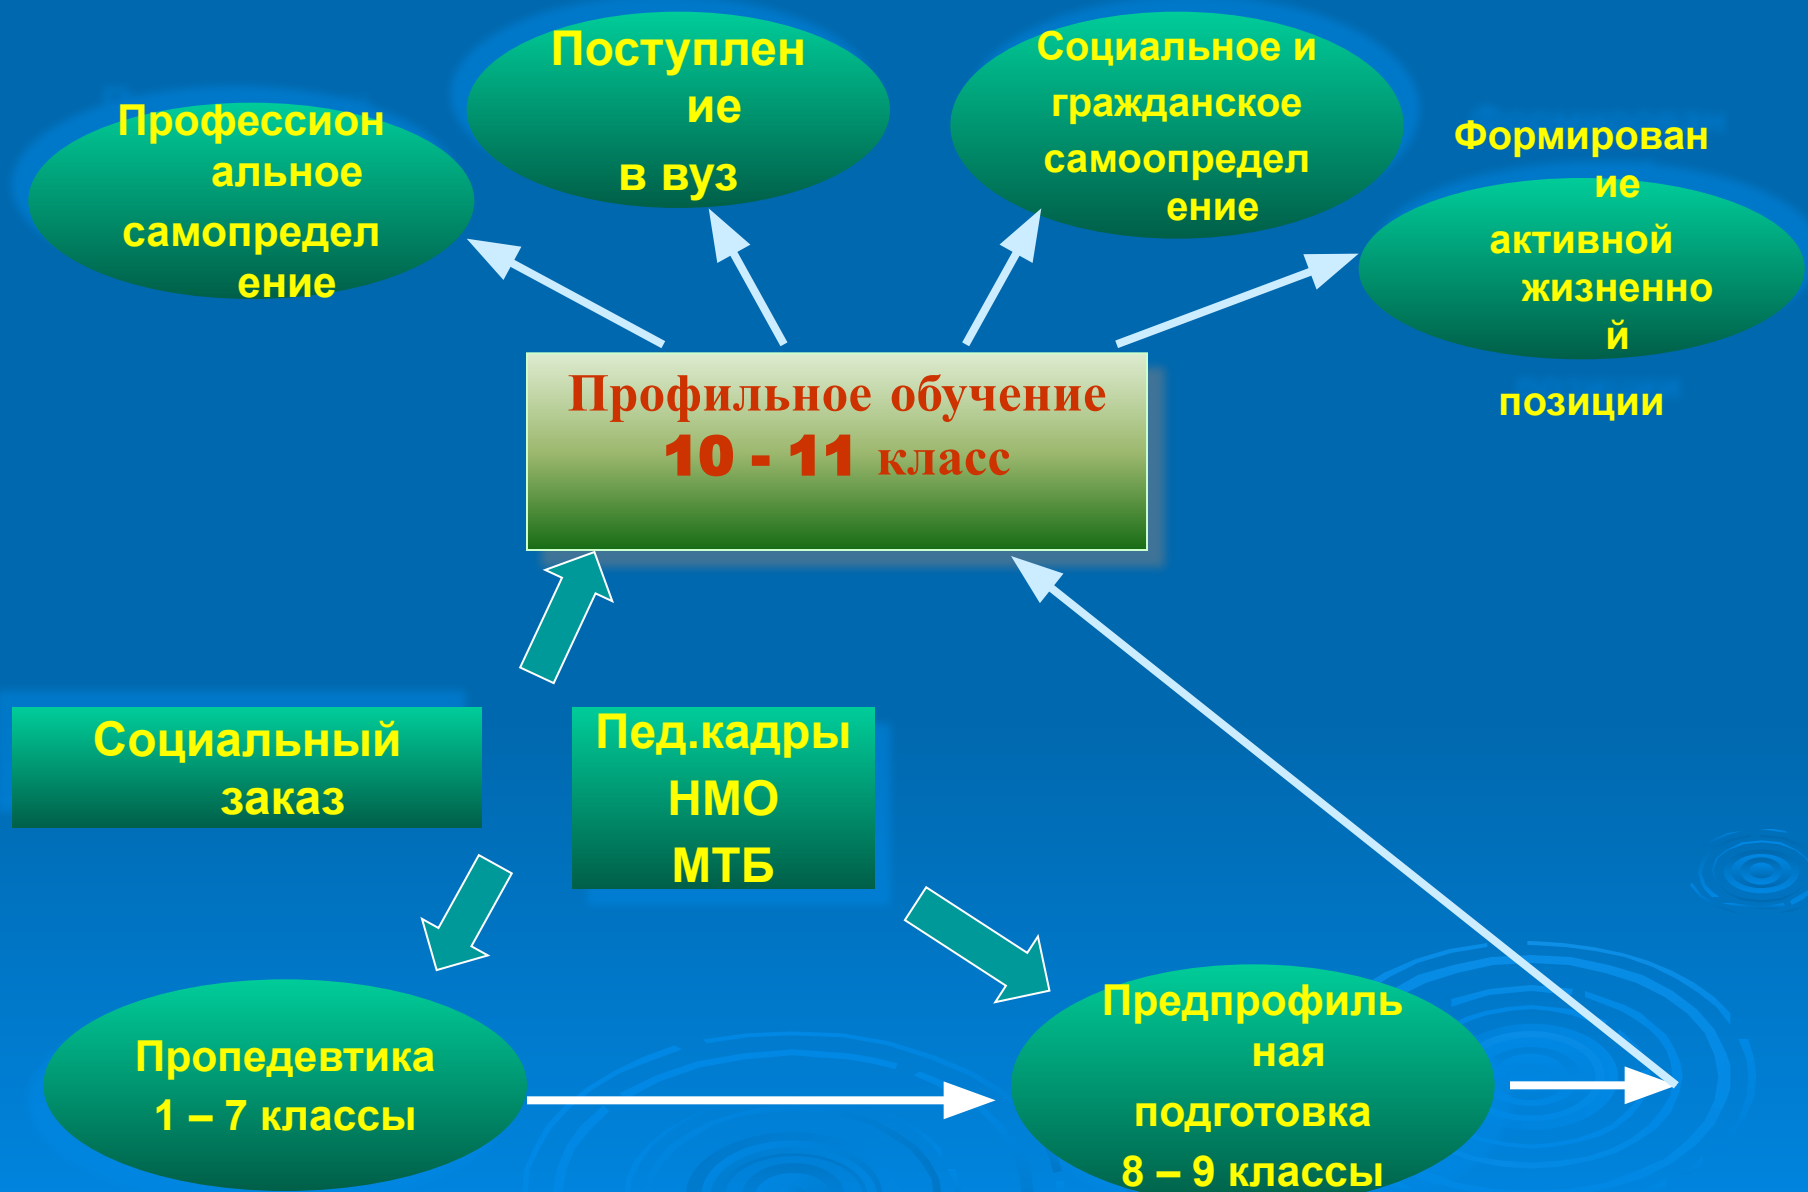 Профессион
альное
самопредел
ение
Поступлен
ие
в вуз
Социальное и
гражданское
самоопредел
ение
Формирован
ие
активной
жизненно
й
позиции
Профильное обучение
10 - 11 класс
Социальный
заказ
Пед.кадры
НМО
МТБ
Пропедевтика
1 – 7 классы
Предпрофиль
ная
подготовка
8 – 9 классы